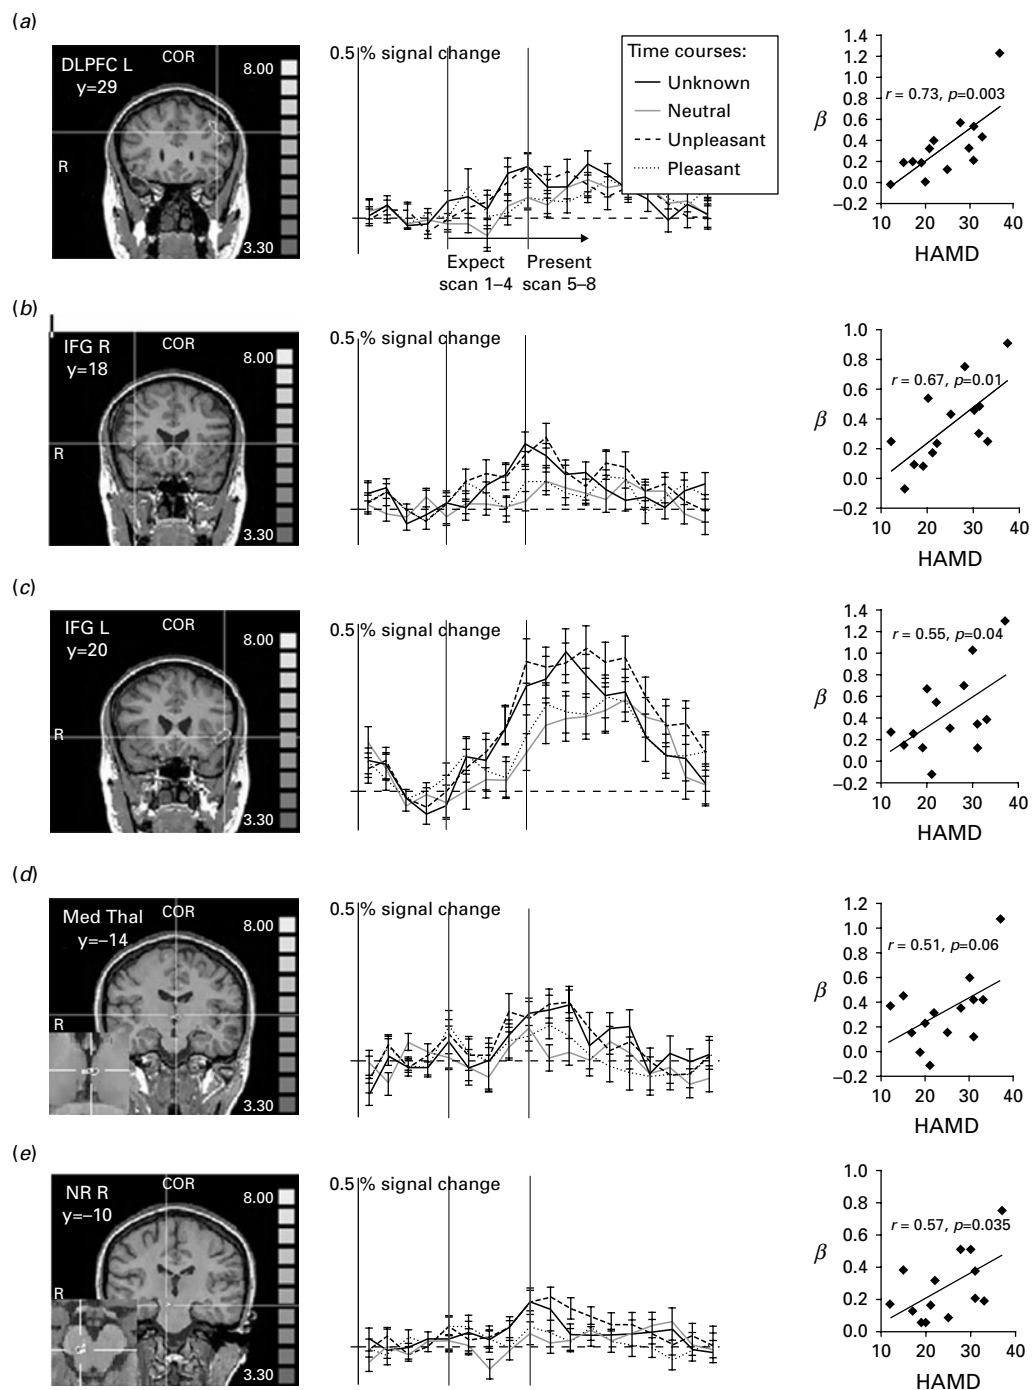 (a)
DLPFC L
y=29
COR
8.00
R
3.30
0.5 % signal change
Time courses:
Unknown
Neutral
Unpleasant
Pleasant
Expect
scan 1–4
Present
scan 5–8
1.4
1.2
1.0
0.8
0.6
0.4
0.2
0.0
−0.2
β
r = 0.73, p=0.003
10 20 30 40
HAMD
(b)
IFG R
y=18
COR
8.00
R
3.30
0.5 % signal change
1.0
0.8
0.6
0.4
0.2
0.0
−0.2
β
r = 0.67, p=0.01
10 20 30 40
HAMD
(c)
IFG L
y=20
COR
8.00
R
3.30
0.5 % signal change
1.4
1.2
1.0
0.8
0.6
0.4
0.2
0.0
−0.2
β
r = 0.55, p=0.04
10 20 30 40
HAMD
(d)
Med Thal
y=−14
COR
8.00
R
3.30
0.5 % signal change
1.2
1.0
0.8
0.6
0.4
0.2
0.0
−0.2
β
r = 0.51, p=0.06
10 20 30 40
HAMD
(e)
NR R
y=−10
COR
8.00
R
3.30
0.5 % signal change
1.0
0.8
0.6
0.4
0.2
0.0
β
r = 0.57, p=0.035
10 20 30 40
HAMD